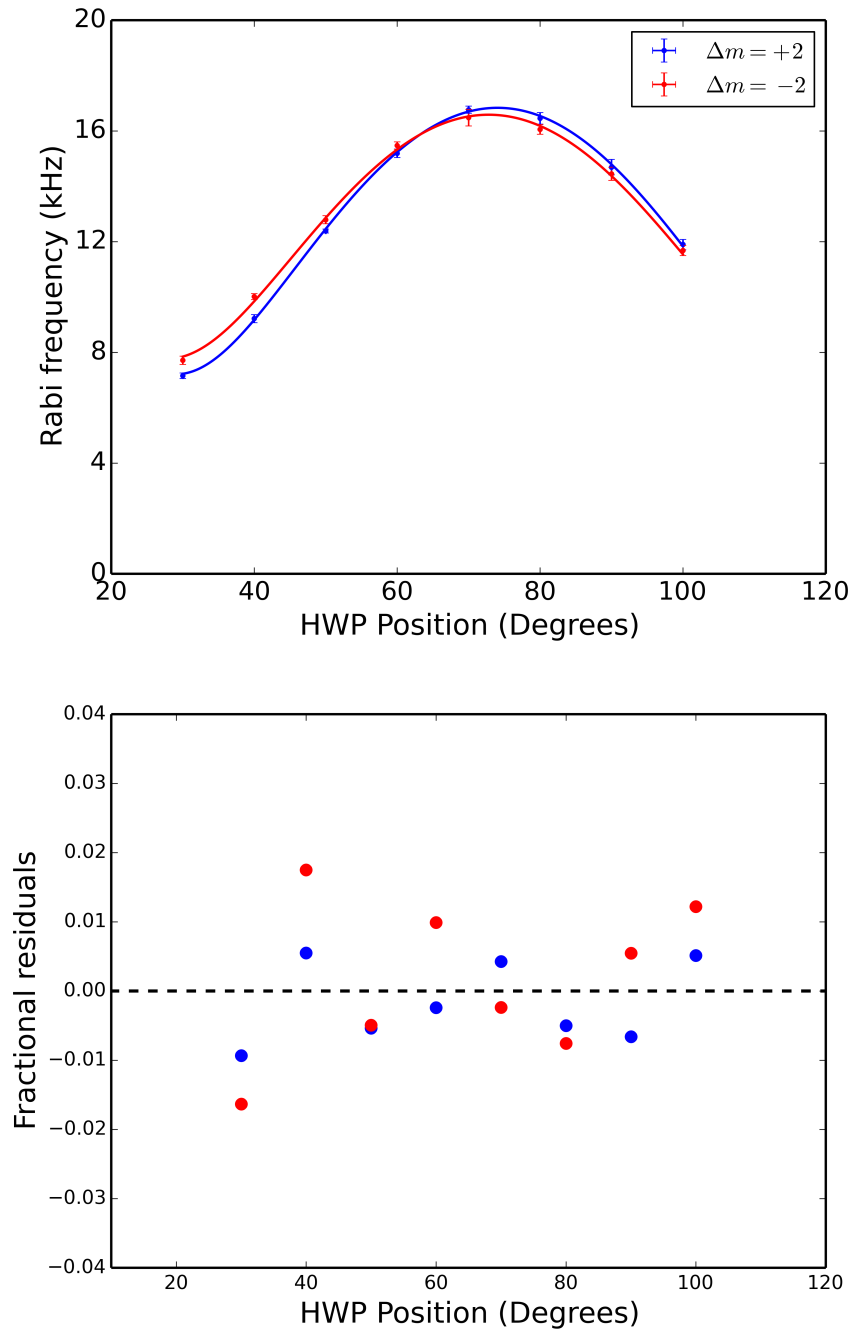 20
16
12
8
4
0
Rabi frequency (kHz)
Δm = +2
Δm = −2
20 40 60 80 100 120
HWP Position (Degrees)
0.04
0.03
0.02
0.01
0.00
−0.01
−0.02
−0.03
−0.04
Fractional residuals
20 40 60 80 100 120
HWP Position (Degrees)